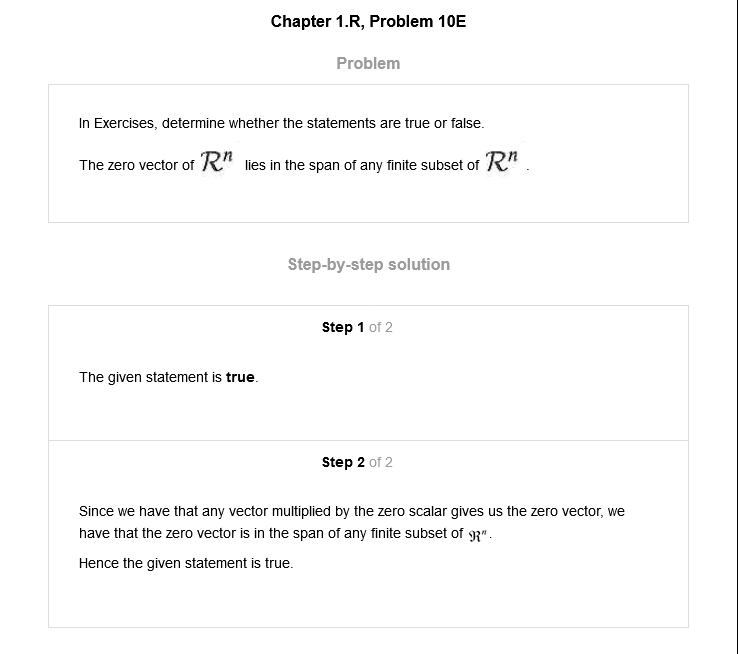 Chapter 1.R, Problem 10E
Problem
In Exercises, determine whether the statements are true or false.
The zero vector of 𝓡ⁿ lies in the span of any finite subset of 𝓡ⁿ .
Step-by-step solution
Step 1 of 2
The given statement is true.
Step 2 of 2
Since we have that any vector multiplied by the zero scalar gives us the zero vector, we
have that the zero vector is in the span of any finite subset of ℜⁿ.
Hence the given statement is true.